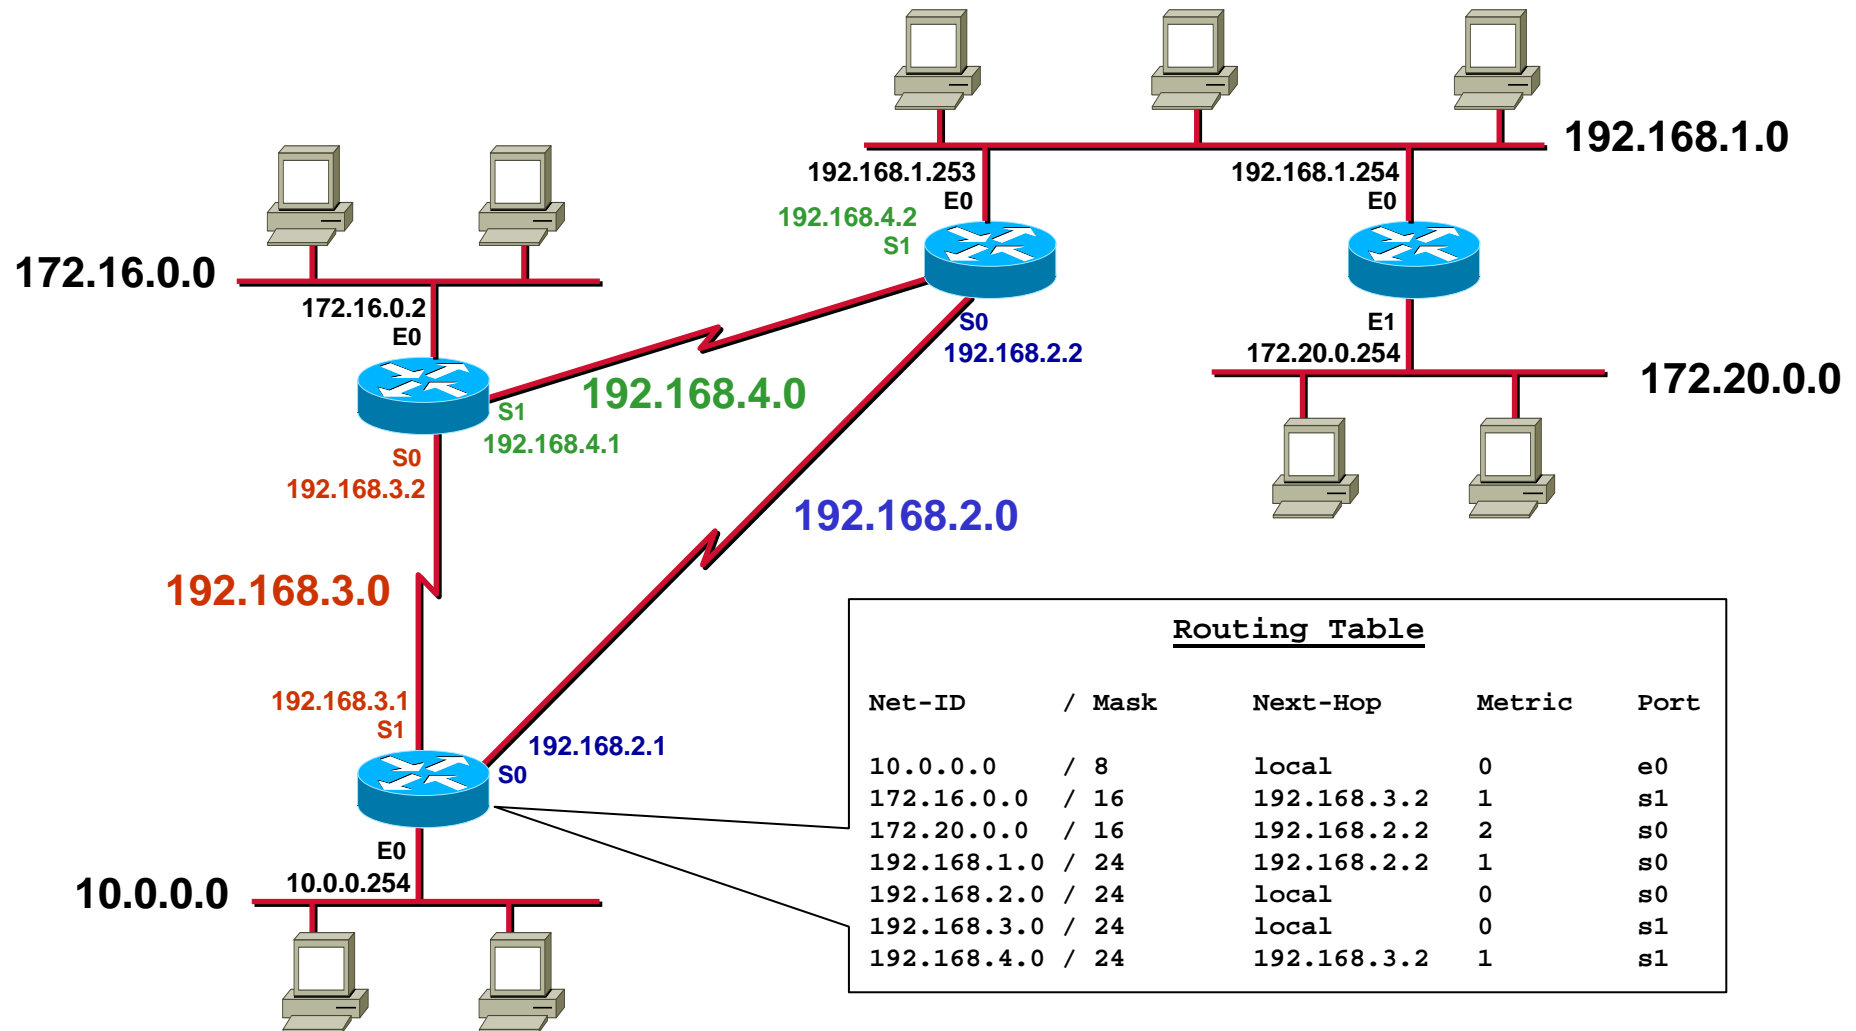 192.168.1.0
192.168.1.253
E0
192.168.1.254
E0
192.168.4.2
S1
172.16.0.0
172.16.0.2
E0
S0
192.168.2.2
E1
172.20.0.254
172.20.0.0
192.168.4.0
S1
192.168.4.1
S0
192.168.3.2
192.168.2.0
192.168.3.0
192.168.3.1
S1
192.168.2.1
S0
E0
10.0.0.254
10.0.0.0
Routing Table
Net-ID / Mask Next-Hop Metric Port
10.0.0.0 / 8 local 0 e0
172.16.0.0 / 16 192.168.3.2 1 s1
172.20.0.0 / 16 192.168.2.2 2 s0
192.168.1.0 / 24 192.168.2.2 1 s0
192.168.2.0 / 24 local 0 s0
192.168.3.0 / 24 local 0 s1
192.168.4.0 / 24 192.168.3.2 1 s1